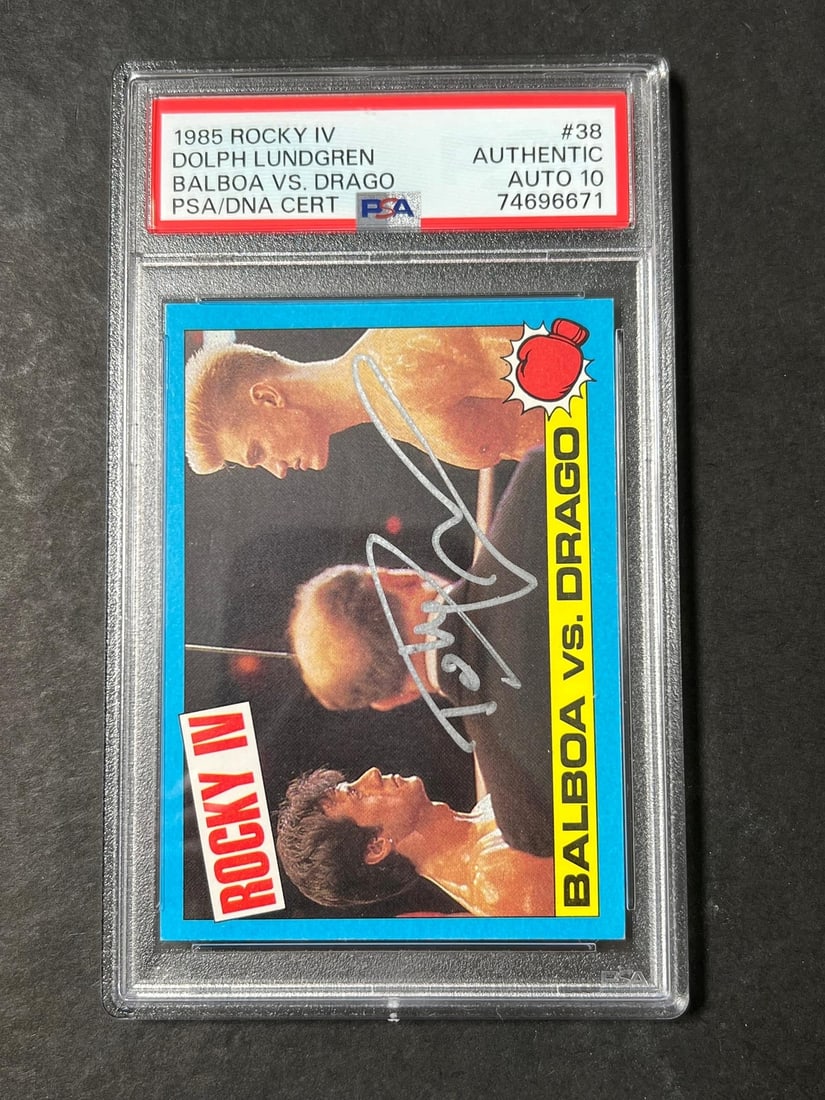 1985 ROCKY IV #38
DOLPH LUNDGREN AUTHENTIC
BALBOA VS. DRAGO AUTO 10
PSA/DNA CERT PSA 74696671
ROCKY IV
BALBOA VS. DRAGO
PSA